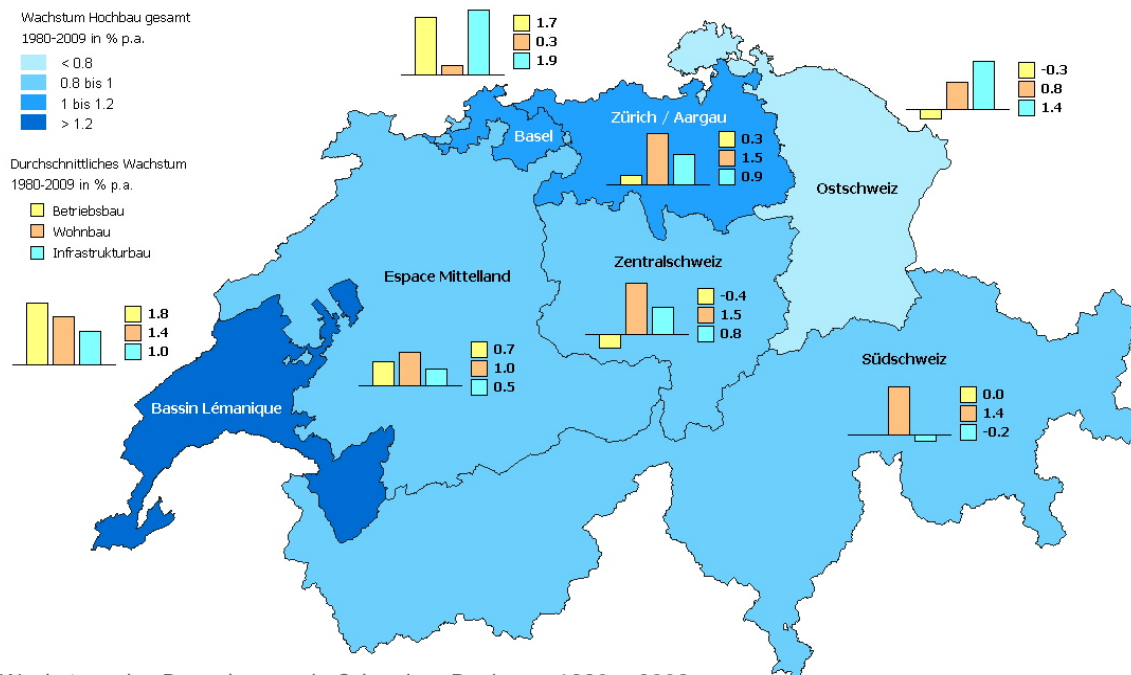 Wachstum Hochbau gesamt
1980-2009 in % p.a.
< 0.8
0.8 bis 1
1 bis 1.2
> 1.2
Durchschnittliches Wachstum
1980-2009 in % p.a.
Betriebsbau
Wohnbau
Infrastrukturbau
1.7
0.3
1.9
-0.3
0.8
1.4
Basel
Zürich / Aargau
0.3
1.5
0.9
Ostschweiz
Espace Mittelland
0.7
1.0
0.5
Zentralschweiz
-0.4
1.5
0.8
1.8
1.4
1.0
Bassin Lémanique
Südschweiz
0.0
1.4
-0.2